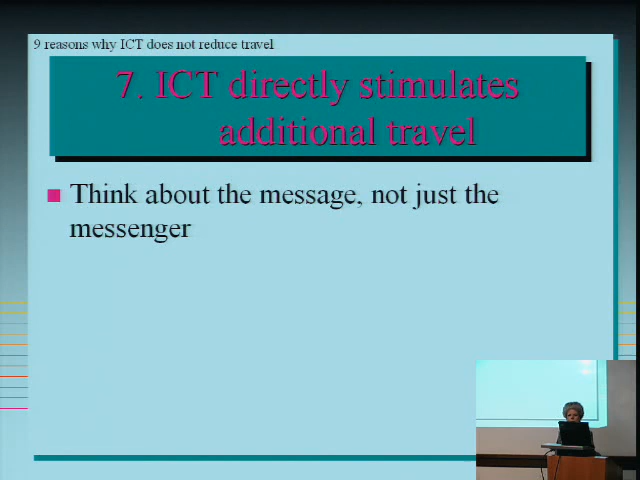 9 reasons why ICT does not reduce travel
7. ICT directly stimulates
additional travel
Think about the message, not just the
messenger